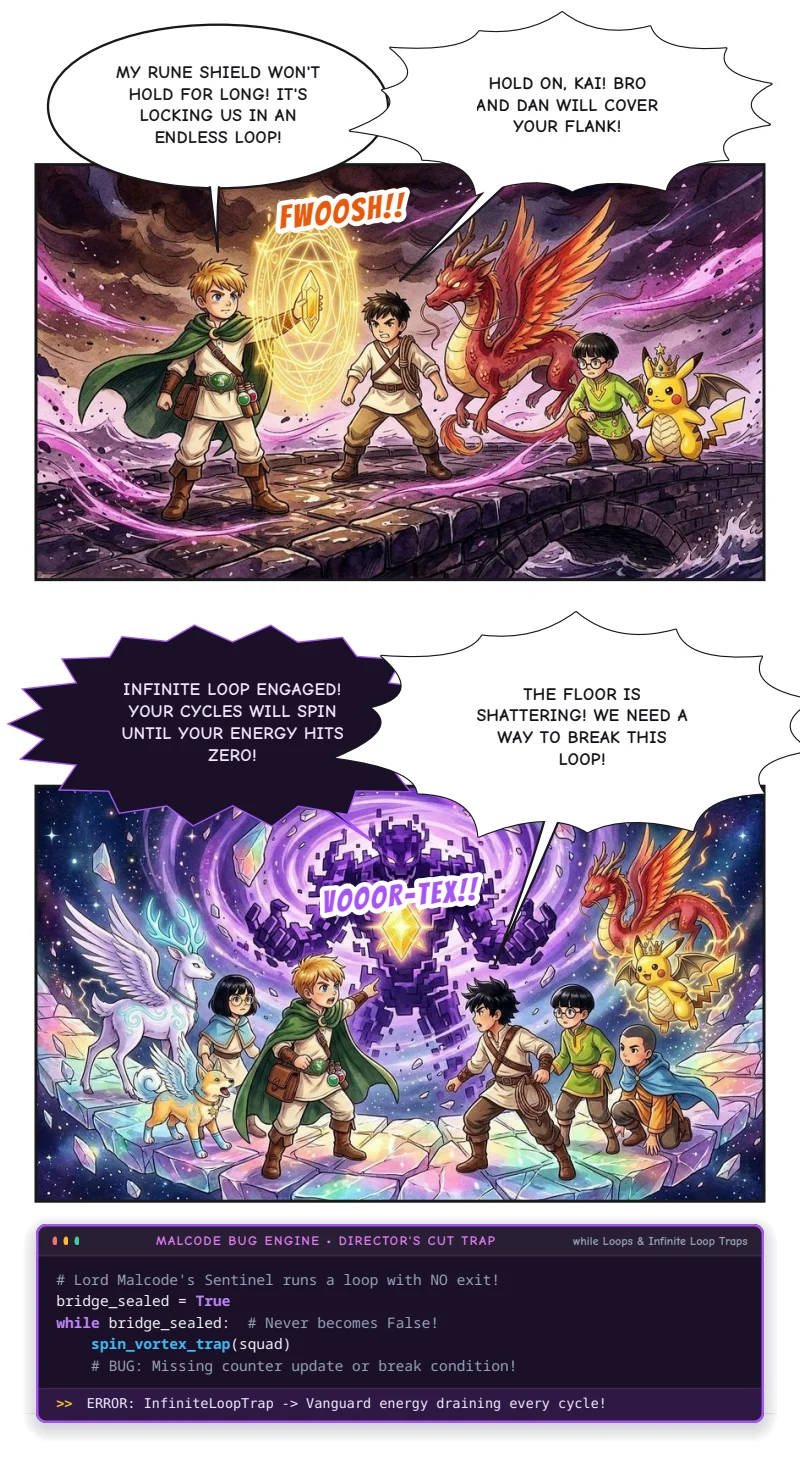 MY RUNE SHIELD WON'T
HOLD FOR LONG! IT'S
LOCKING US IN AN
ENDLESS LOOP!
HOLD ON, KAI! BRO
AND DAN WILL COVER
YOUR FLANK!
FWOOSH!!
INFINITE LOOP ENGAGED!
YOUR CYCLES WILL SPIN
UNTIL YOUR ENERGY HITS
ZERO!
THE FLOOR IS
SHATTERING! WE NEED A
WAY TO BREAK THIS
LOOP!
VOOOR-TEX!!
MALCODE BUG ENGINE • DIRECTOR'S CUT TRAP
while Loops & Infinite Loop Traps
# Lord Malcode's Sentinel runs a loop with NO exit!
bridge_sealed = True
while bridge_sealed:  # Never becomes False!
    spin_vortex_trap(squad)
    # BUG: Missing counter update or break condition!
>> ERROR: InfiniteLoopTrap -> Vanguard energy draining every cycle!